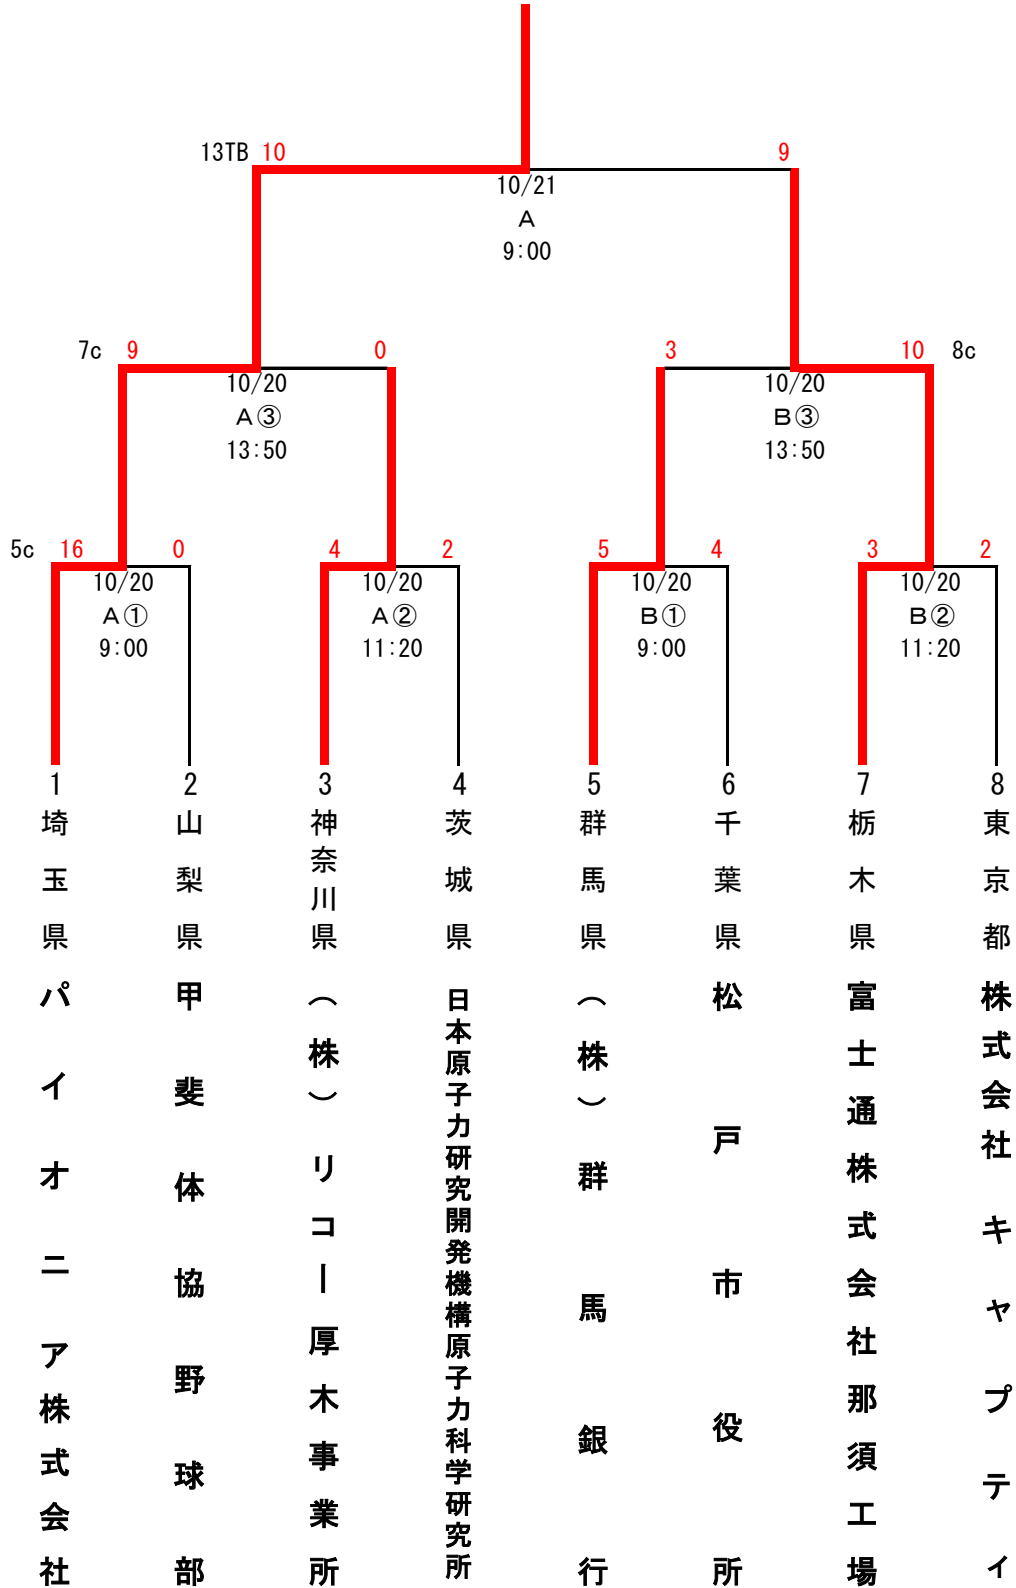 13TB 10 9
10/21
A
9:00
7c 9 0 3 10 8c
10/20 10/20
A③ B③
13:50 13:50
5c 16 0 4 2 5 4 3 2
10/20 10/20 10/20 10/20
A① A② B① B②
9:00 11:20 9:00 11:20
1 2 3 4 5 6 7 8
埼玉県
パイオニア株式会社
山梨県
甲斐体協野球部
神奈川県
（株）リコー厚木事業所
茨城県
日本原子力研究開発機構原子力科学研究所
群馬県
（株）群馬銀行
千葉県
松戸市役所
栃木県
富士通株式会社那須工場
東京都
株式会社キャプティ